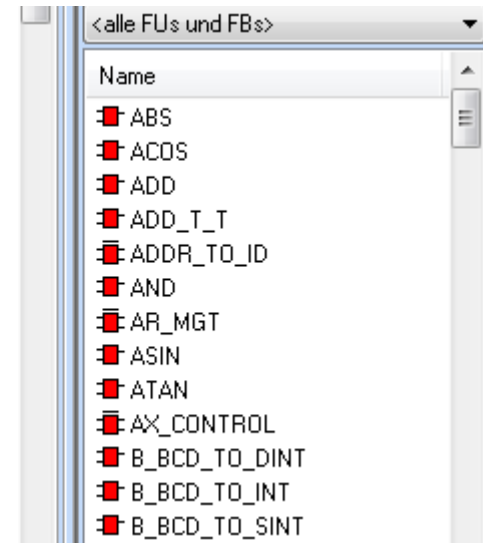 <alle FUs und FBs>
Name
ABS
ACOS
ADD
ADD_T_T
ADDR_TO_ID
AND
AR_MGT
ASIN
ATAN
AX_CONTROL
B_BCD_TO_DINT
B_BCD_TO_INT
B_BCD_TO_SINT